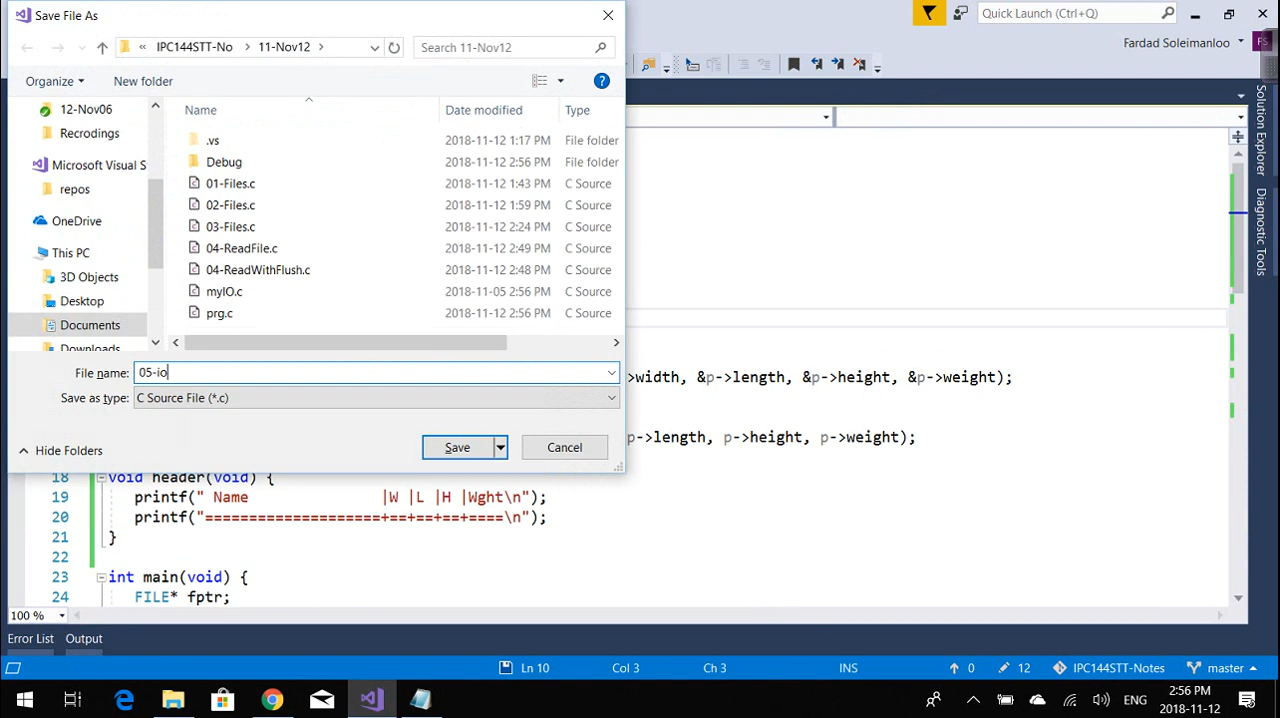 Save File As
Quick Launch (Ctrl+Q)
IPC144STT-No 11-Nov12
Search 11-Nov12
Fardad Soleimanloo FS
Organize New folder
12-Nov06
Recrodings
Microsoft Visual S
repos
OneDrive
This PC
3D Objects
Desktop
Documents
Downloads
Name Date modified Type
.vs 2018-11-12 1:17 PM File folder
Debug 2018-11-12 2:56 PM File folder
01-Files.c 2018-11-12 1:43 PM C Source
02-Files.c 2018-11-12 1:59 PM C Source
03-Files.c 2018-11-12 2:24 PM C Source
04-ReadFile.c 2018-11-12 2:49 PM C Source
04-ReadWithFlush.c 2018-11-12 2:48 PM C Source
myIO.c 2018-11-05 2:56 PM C Source
prg.c 2018-11-12 2:56 PM C Source
File name: 05-io
Save as type: C Source File (*.c)
Hide Folders Save Cancel
Solution Explorer
Diagnostic Tools
>width, &p->length, &p->height, &p->weight);
p->length, p->height, p->weight);
18 void header(void) {
19 printf(" Name |W |L |H |Wght\n");
20 printf("====================+==+==+==+====\n");
21 }
22
23 int main(void) {
24 FILE* fptr;
100 %
Error List Output
Ln 10 Col 3 Ch 3 INS 0 12 IPC144STT-Notes master
ENG 2:56 PM
2018-11-12